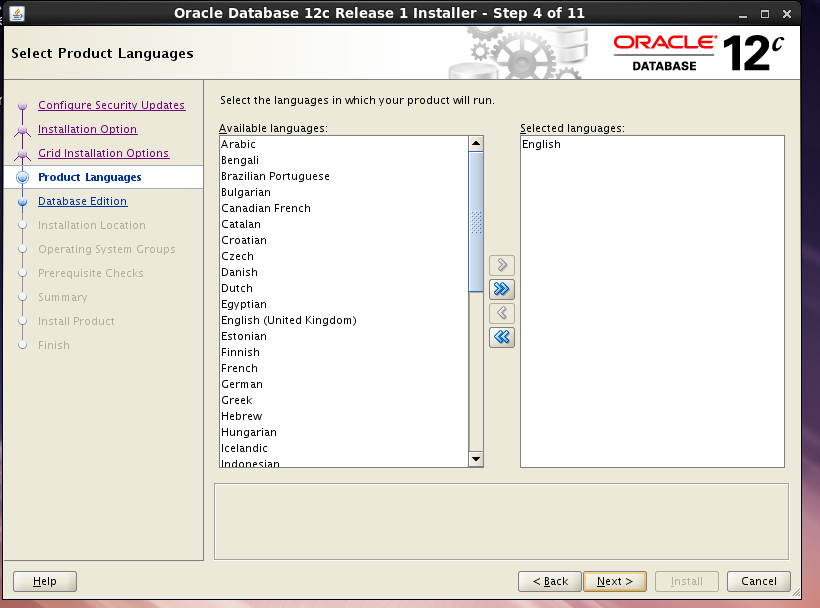 Oracle Database 12c Release 1 Installer - Step 4 of 11
Select Product Languages
ORACLE
DATABASE
12c
Configure Security Updates
Installation Option
Grid Installation Options
Product Languages
Database Edition
Installation Location
Operating System Groups
Prerequisite Checks
Summary
Install Product
Finish
Select the languages in which your product will run.
Available languages:
Arabic
Bengali
Brazilian Portuguese
Bulgarian
Canadian French
Catalan
Croatian
Czech
Danish
Dutch
Egyptian
English (United Kingdom)
Estonian
Finnish
French
German
Greek
Hebrew
Hungarian
Icelandic
Indonesian
Selected languages:
English
Help
< Back
Next >
Install
Cancel